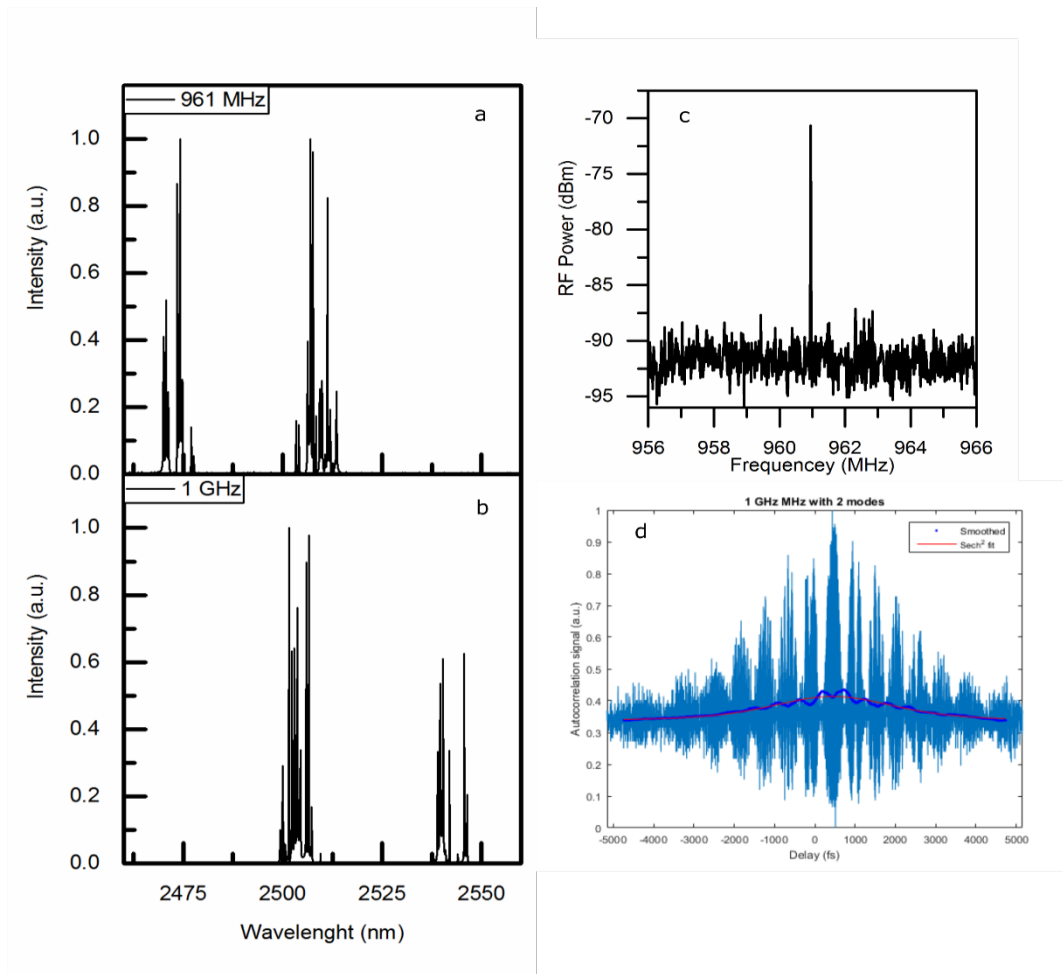 961 MHz
a
1.0
0.8
0.6
0.4
0.2
0.0
Intensity (a.u.)
1 GHz
b
1.0
0.8
0.6
0.4
0.2
0.0
Intensity (a.u.)
2475 2500 2525 2550
Wavelenght (nm)
c
-70
-75
-80
-85
-90
-95
RF Power (dBm)
956 958 960 962 964 966
Frequencey (MHz)
1 GHz MHz with 2 modes
d
Smoothed
Sech² fit
1
0.9
0.8
0.7
0.6
0.5
0.4
0.3
0.2
0.1
0
Autocorrelation signal (a.u.)
-5000 -4000 -3000 -2000 -1000 0 1000 2000 3000 4000 5000
Delay (fs)